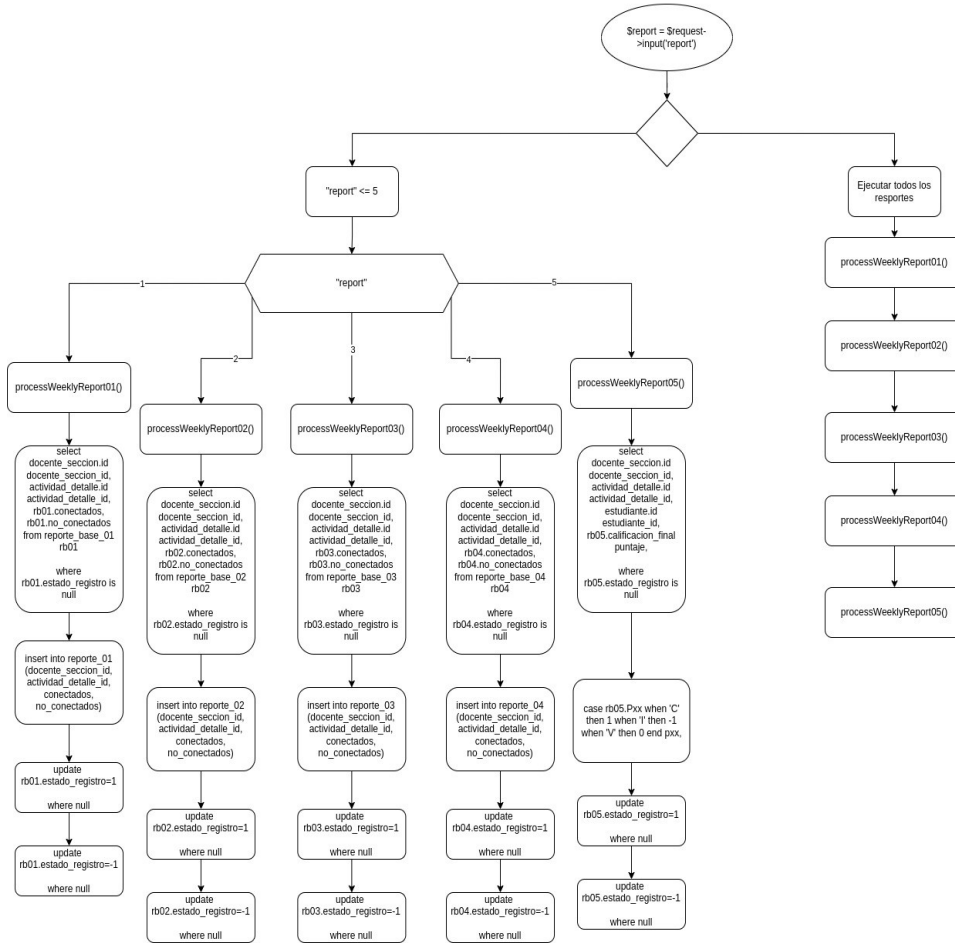 $report = $request-
>input('report')
"report" <= 5
Ejecutar todos los
resportes
"report"
1
2
3
4
5
processWeeklyReport01()
select
docente_seccion.id
docente_seccion_id,
actividad_detalle.id
actividad_detalle_id,
rb01.conectados,
rb01.no_conectados
from reporte_base_01
rb01
where
rb01.estado_registro is
null
insert into reporte_01
(docente_seccion_id,
actividad_detalle_id,
conectados,
no_conectados)
update
rb01.estado_registro=1
where null
update
rb01.estado_registro=-1
where null
processWeeklyReport02()
select
docente_seccion.id
docente_seccion_id,
actividad_detalle.id
actividad_detalle_id,
rb02.conectados,
rb02.no_conectados
from reporte_base_02
rb02
where
rb02.estado_registro is
null
insert into reporte_02
(docente_seccion_id,
actividad_detalle_id,
conectados,
no_conectados)
update
rb02.estado_registro=1
where null
update
rb02.estado_registro=-1
where null
processWeeklyReport03()
select
docente_seccion.id
docente_seccion_id,
actividad_detalle.id
actividad_detalle_id,
rb03.conectados,
rb03.no_conectados
from reporte_base_03
rb03
where
rb03.estado_registro is
null
insert into reporte_03
(docente_seccion_id,
actividad_detalle_id,
conectados,
no_conectados)
update
rb03.estado_registro=1
where null
update
rb03.estado_registro=-1
where null
processWeeklyReport04()
select
docente_seccion.id
docente_seccion_id,
actividad_detalle.id
actividad_detalle_id,
rb04.conectados,
rb04.no_conectados
from reporte_base_04
rb04
where
rb04.estado_registro is
null
insert into reporte_04
(docente_seccion_id,
actividad_detalle_id,
conectados,
no_conectados)
update
rb04.estado_registro=1
where null
update
rb04.estado_registro=-1
where null
processWeeklyReport05()
select
docente_seccion.id
docente_seccion_id,
actividad_detalle.id
actividad_detalle_id,
estudiante.id
estudiante_id,
rb05.calificacion_final
puntaje,
where
rb05.estado_registro is
null
case rb05.Pxx when 'C'
then 1 when 'I' then -1
when 'V' then 0 end pxx,
update
rb05.estado_registro=1
where null
update
rb05.estado_registro=-1
where null
processWeeklyReport01()
processWeeklyReport02()
processWeeklyReport03()
processWeeklyReport04()
processWeeklyReport05()